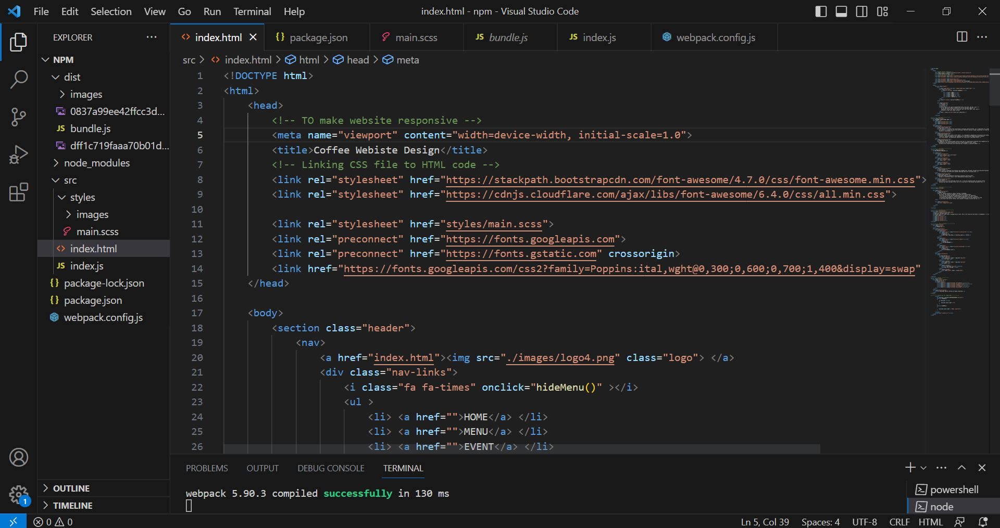 File Edit Selection View Go Run Terminal Help
index.html - npm - Visual Studio Code
EXPLORER
NPM
dist
images
0837a99ee42ffcc3d...
bundle.js
dff1c719faaa70b01d...
node_modules
src
styles
images
main.scss
index.html
index.js
package-lock.json
package.json
webpack.config.js
OUTLINE
TIMELINE
index.html
package.json
main.scss
JS bundle.js
JS index.js
webpack.config.js
src > index.html > html > head > meta
1 <!DOCTYPE html>
2 <html>
3 <head>
4 <!-- TO make website responsive -->
5 <meta name="viewport" content="width=device-width, initial-scale=1.0">
6 <title>Coffee Webiste Design</title>
7 <!-- Linking CSS file to HTML code -->
8 <link rel="stylesheet" href="https://stackpath.bootstrapcdn.com/font-awesome/4.7.0/css/font-awesome.min.css">
9 <link rel="stylesheet" href="https://cdnjs.cloudflare.com/ajax/libs/font-awesome/6.4.0/css/all.min.css">
10
11 <link rel="stylesheet" href="styles/main.scss">
12 <link rel="preconnect" href="https://fonts.googleapis.com">
13 <link rel="preconnect" href="https://fonts.gstatic.com" crossorigin>
14 <link href="https://fonts.googleapis.com/css2?family=Poppins:ital,wght@0,300;0,600;0,700;1,400&display=swap"
15 </head>
16
17 <body>
18 <section class="header">
19 <nav>
20 <a href="index.html"><img src="./images/logo4.png" class="logo"> </a>
21 <div class="nav-links">
22 <i class="fa fa-times" onclick="hideMenu()" ></i>
23 <ul >
24 <li> <a href="">HOME</a> </li>
25 <li> <a href="">MENU</a> </li>
26 <li> <a href="">EVENT</a> </li>
PROBLEMS OUTPUT DEBUG CONSOLE TERMINAL
webpack 5.90.3 compiled successfully in 130 ms
powershell
node
1
0 0
Ln 5, Col 39 Spaces: 4 UTF-8 CRLF HTML